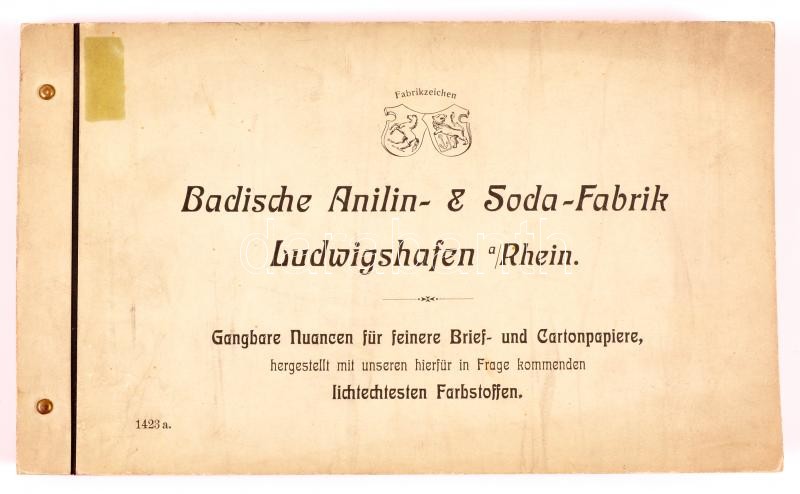 Fabrikzeichen
Badische Anilin- & Soda-Fabrik
Ludwigshafen a/Rhein.
Gangbare Nuancen für feinere Brief- und Cartonpapiere,
hergestellt mit unseren hierfür in Frage kommenden
lichtechtesten Farbstoffen.
1423 a.